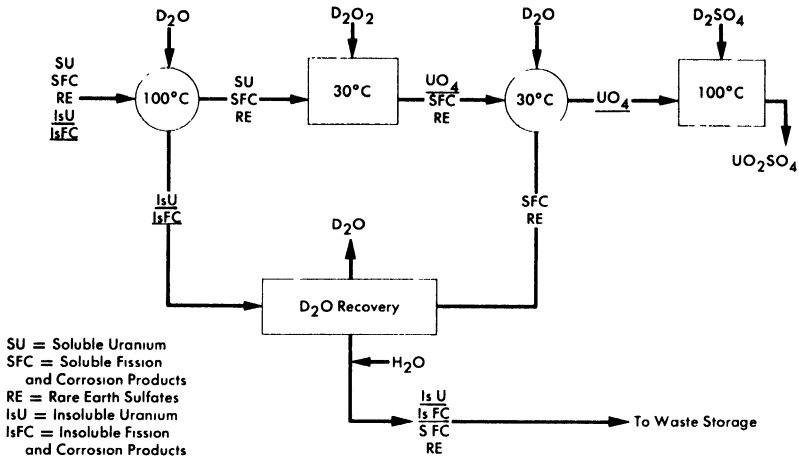 D2O
D2O2
D2O
D2SO4
SU
SFC
RE
IsU
IsFC
100°C
SU
SFC
RE
30°C
UO4
SFC
RE
30°C
UO4
100°C
UO2SO4
IsU
IsFC
SFC
RE
D2O
D2O Recovery
H2O
Is U
Is FC
S FC
RE
To Waste Storage
SU = Soluble Uranium
SFC = Soluble Fission
and Corrosion Products
RE = Rare Earth Sulfates
IsU = Insoluble Uranium
IsFC = Insoluble Fission
and Corrosion Products